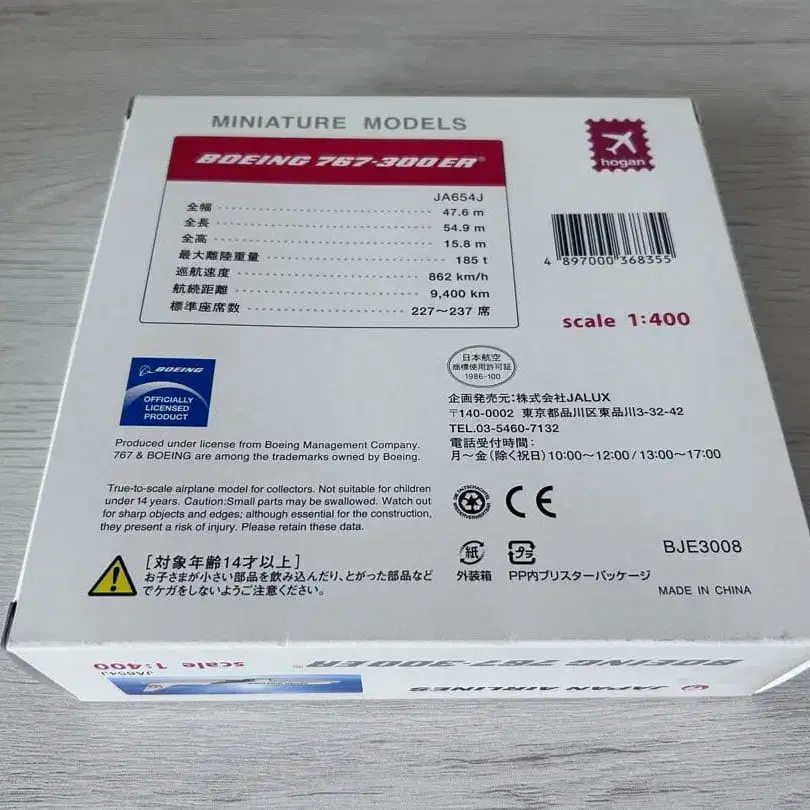 MINIATURE MODELS
BOEING 767-300ER®
JA654J
全幅 47.6 m
全長 54.9 m
全高 15.8 m
最大離陸重量 185 t
巡航速度 862 km/h
航続距離 9,400 km
標準座席数 227〜237 席
hogan
4 897000 368355
scale 1:400
BOEING
OFFICIALLY
LICENSED
PRODUCT
Produced under license from Boeing Management Company.
767 & BOEING are among the trademarks owned by Boeing.
日本航空
商標使用許可証
1986-100
企画発売元:株式会社JALUX
〒140-0002 東京都品川区東品川3-32-42
TEL.03-5460-7132
電話受付時間:
月〜金(除く祝日)10:00〜12:00/13:00〜17:00
True-to-scale airplane model for collectors. Not suitable for children
under 14 years. Caution:Small parts may be swallowed. Watch out
for sharp objects and edges; although essential for the construction,
they present a risk of injury. Please retain these data.
CE
[対象年齢14才以上]
お子さまが小さい部品を飲み込んだり、とがった部品など
でケガをしないようご注意ください。
紙
外装箱
プラ
PP内ブリスターパッケージ
BJE3008
MADE IN CHINA
JAPAN AIRLINES
BOEING 767-300ER®
scale 1:400
JA654J